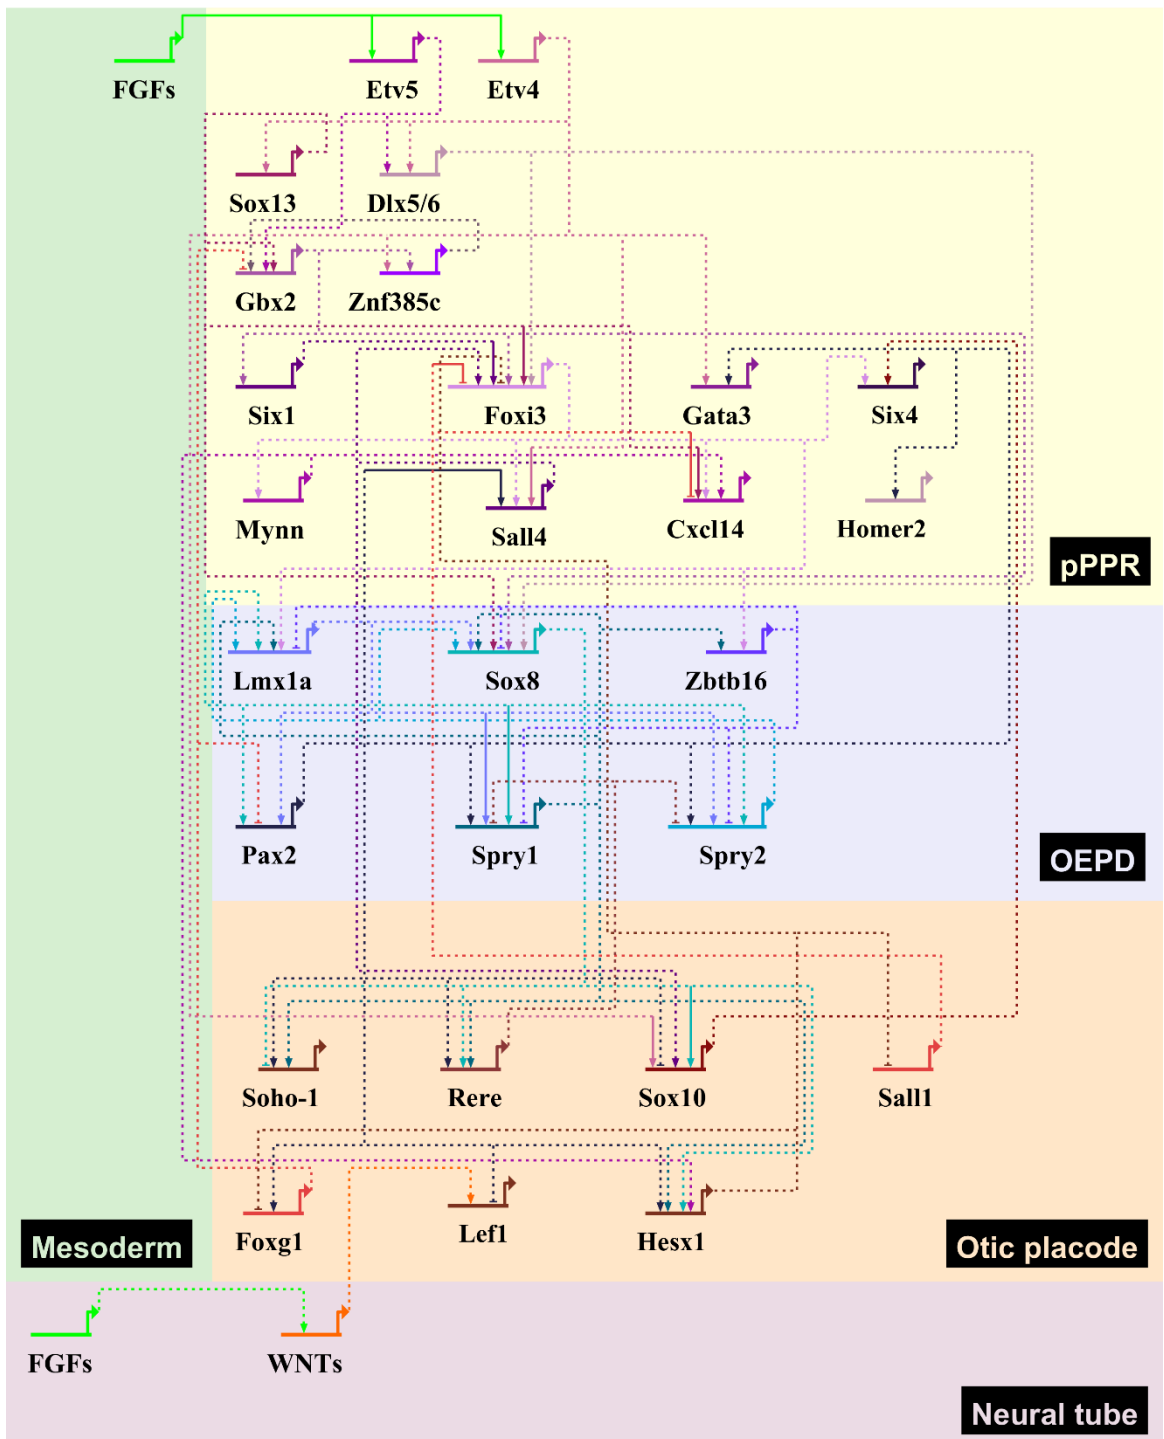 FGFs Etv5 Etv4
Sox13 Dlx5/6
Gbx2 Znf385c
Six1 Foxi3 Gata3 Six4
Mynn Sall4 Cxcl14 Homer2
pPPR
Lmx1a Sox8 Zbtb16
Pax2 Spry1 Spry2
OEPD
Soho-1 Rere Sox10 Sall1
Foxg1 Lef1 Hesx1
Mesoderm Otic placode
FGFs WNTs
Neural tube